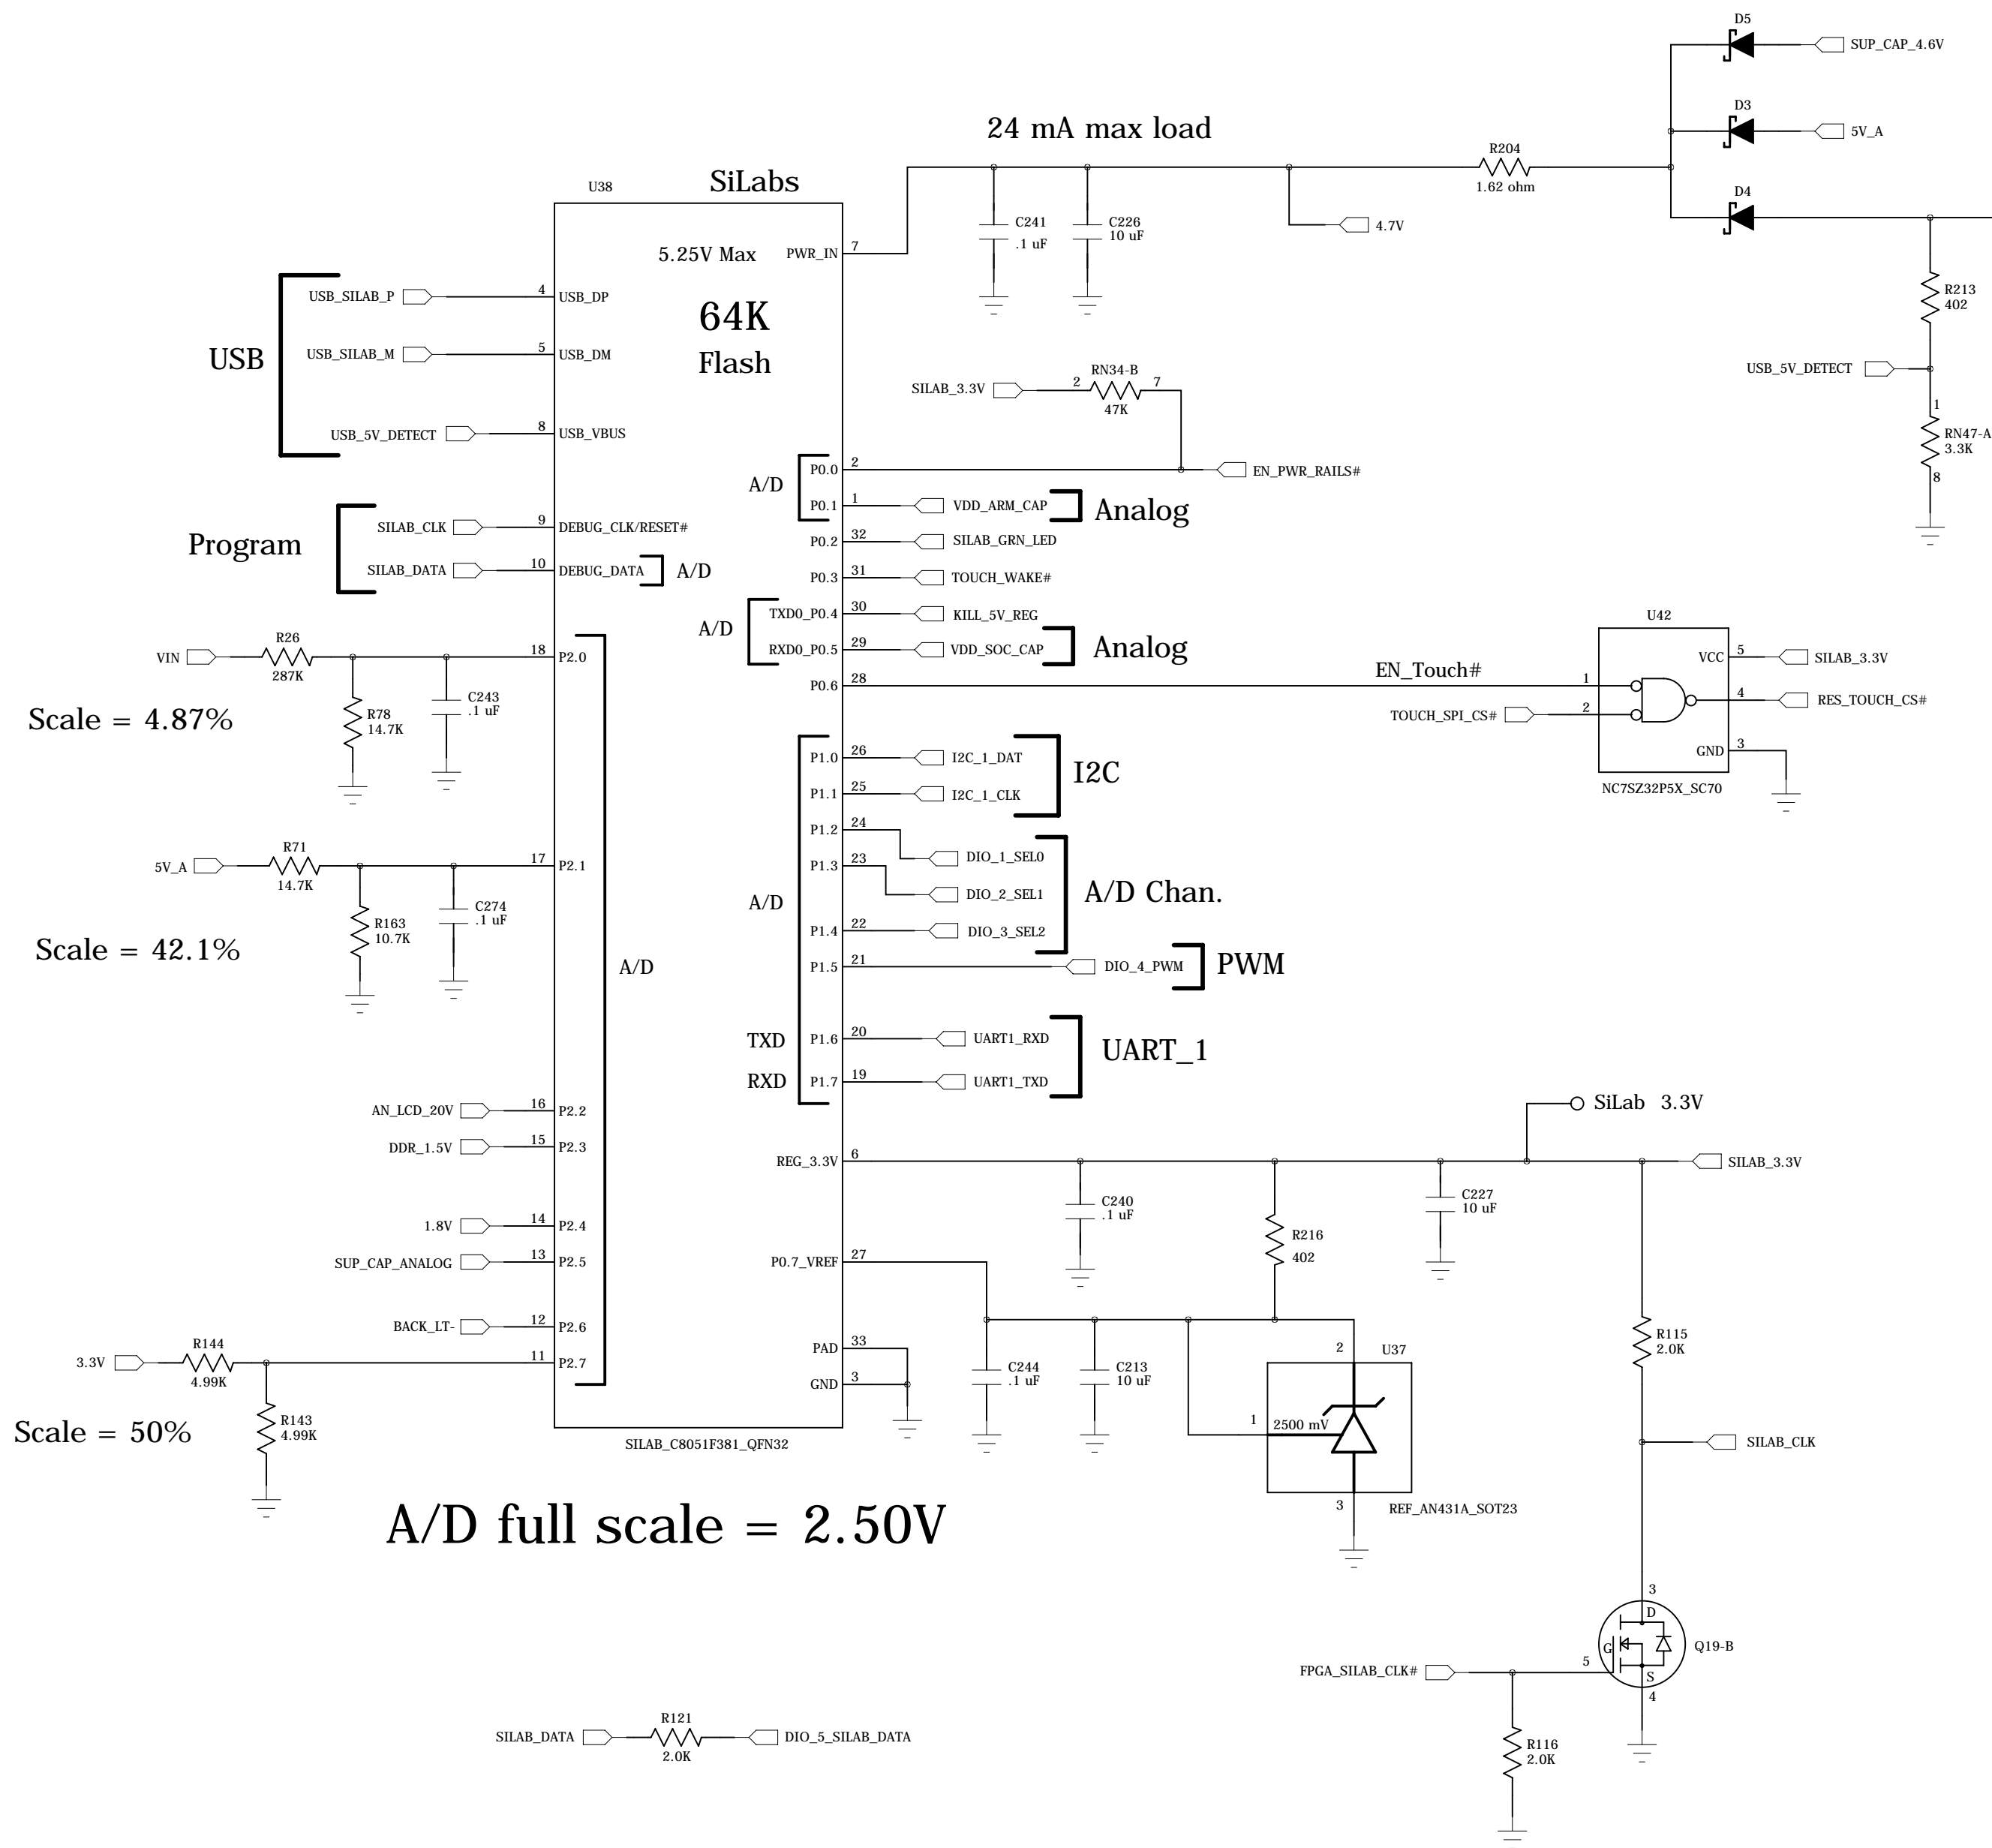 D5
SUP_CAP_4.6V
D3
5V_A
24 mA max load
R204
1.62 ohm
D4
U38
SiLabs
C241
.1 uF
C226
10 uF
4.7V
5.25V Max
PWR_IN
7
R213
402
USB_SILAB_P
4
USB_DP
64K
Flash
USB
USB_SILAB_M
5
USB_DM
USB_5V_DETECT
SILAB_3.3V
2
RN34-B
7
47K
1
RN47-A
3.3K
8
USB_5V_DETECT
8
USB_VBUS
A/D
P0.0
2
EN_PWR_RAILS#
P0.1
1
VDD_ARM_CAP
Analog
Program
SILAB_CLK
9
DEBUG_CLK/RESET#
P0.2
32
SILAB_GRN_LED
SILAB_DATA
10
DEBUG_DATA
A/D
P0.3
31
TOUCH_WAKE#
A/D
TXD0_P0.4
30
KILL_5V_REG
RXD0_P0.5
29
VDD_SOC_CAP
Analog
U42
VIN
R26
287K
18
P2.0
P0.6
28
EN_Touch#
1
VCC
5
SILAB_3.3V
TOUCH_SPI_CS#
2
4
RES_TOUCH_CS#
GND
3
NC7SZ32P5X_SC70
Scale = 4.87%
R78
14.7K
C243
.1 uF
P1.0
26
I2C_1_DAT
I2C
P1.1
25
I2C_1_CLK
P1.2
24
DIO_1_SEL0
5V_A
R71
14.7K
17
P2.1
P1.3
23
DIO_2_SEL1
A/D Chan.
A/D
P1.4
22
DIO_3_SEL2
Scale = 42.1%
R163
10.7K
C274
.1 uF
A/D
P1.5
21
DIO_4_PWM
PWM
TXD
P1.6
20
UART1_RXD
UART_1
RXD
P1.7
19
UART1_TXD
AN_LCD_20V
16
P2.2
SiLab 3.3V
DDR_1.5V
15
P2.3
REG_3.3V
6
SILAB_3.3V
C240
.1 uF
R216
402
C227
10 uF
1.8V
14
P2.4
SUP_CAP_ANALOG
13
P2.5
P0.7_VREF
27
BACK_LT-
12
P2.6
3.3V
R144
4.99K
11
P2.7
PAD
33
GND
3
C244
.1 uF
C213
10 uF
2
U37
1
2500 mV
3
REF_AN431A_SOT23
R115
2.0K
SILAB_CLK
Scale = 50%
R143
4.99K
SILAB_C8051F381_QFN32
A/D full scale = 2.50V
3
D
G
Q19-B
S
FPGA_SILAB_CLK#
5
4
SILAB_DATA
R121
2.0K
DIO_5_SILAB_DATA
R116
2.0K